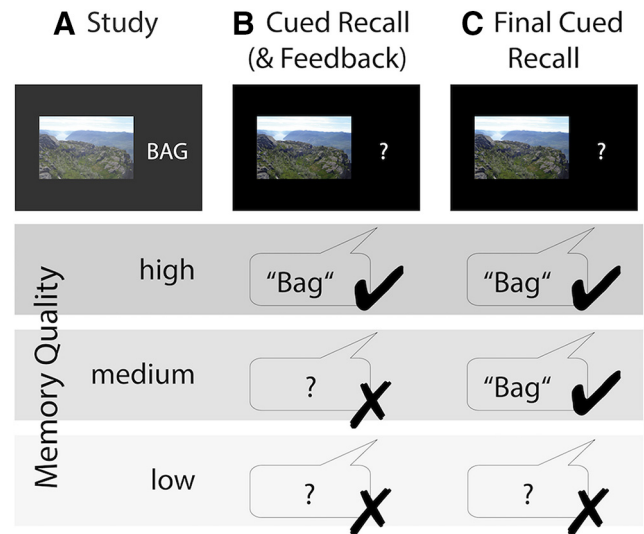 A Study
B Cued Recall
(& Feedback)
C Final Cued
Recall
BAG
?
?
Memory Quality
high
“Bag“
“Bag“
medium
?
“Bag“
low
?
?